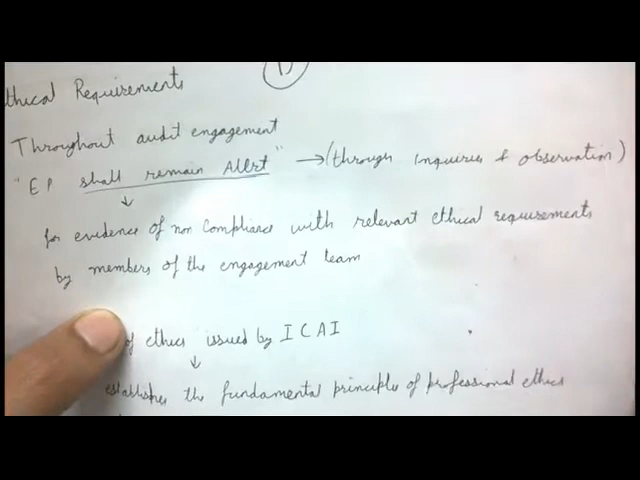 1)
thical Requirements
Throughout audit engagement
"EP shall remain Alert" → (through Inquiries & observation)
↓
for evidence of non compliance with relevant ethical requirements
by members of the engagement team
of ethics issued by ICAI
↓
establishes the fundamental principles of professional ethics